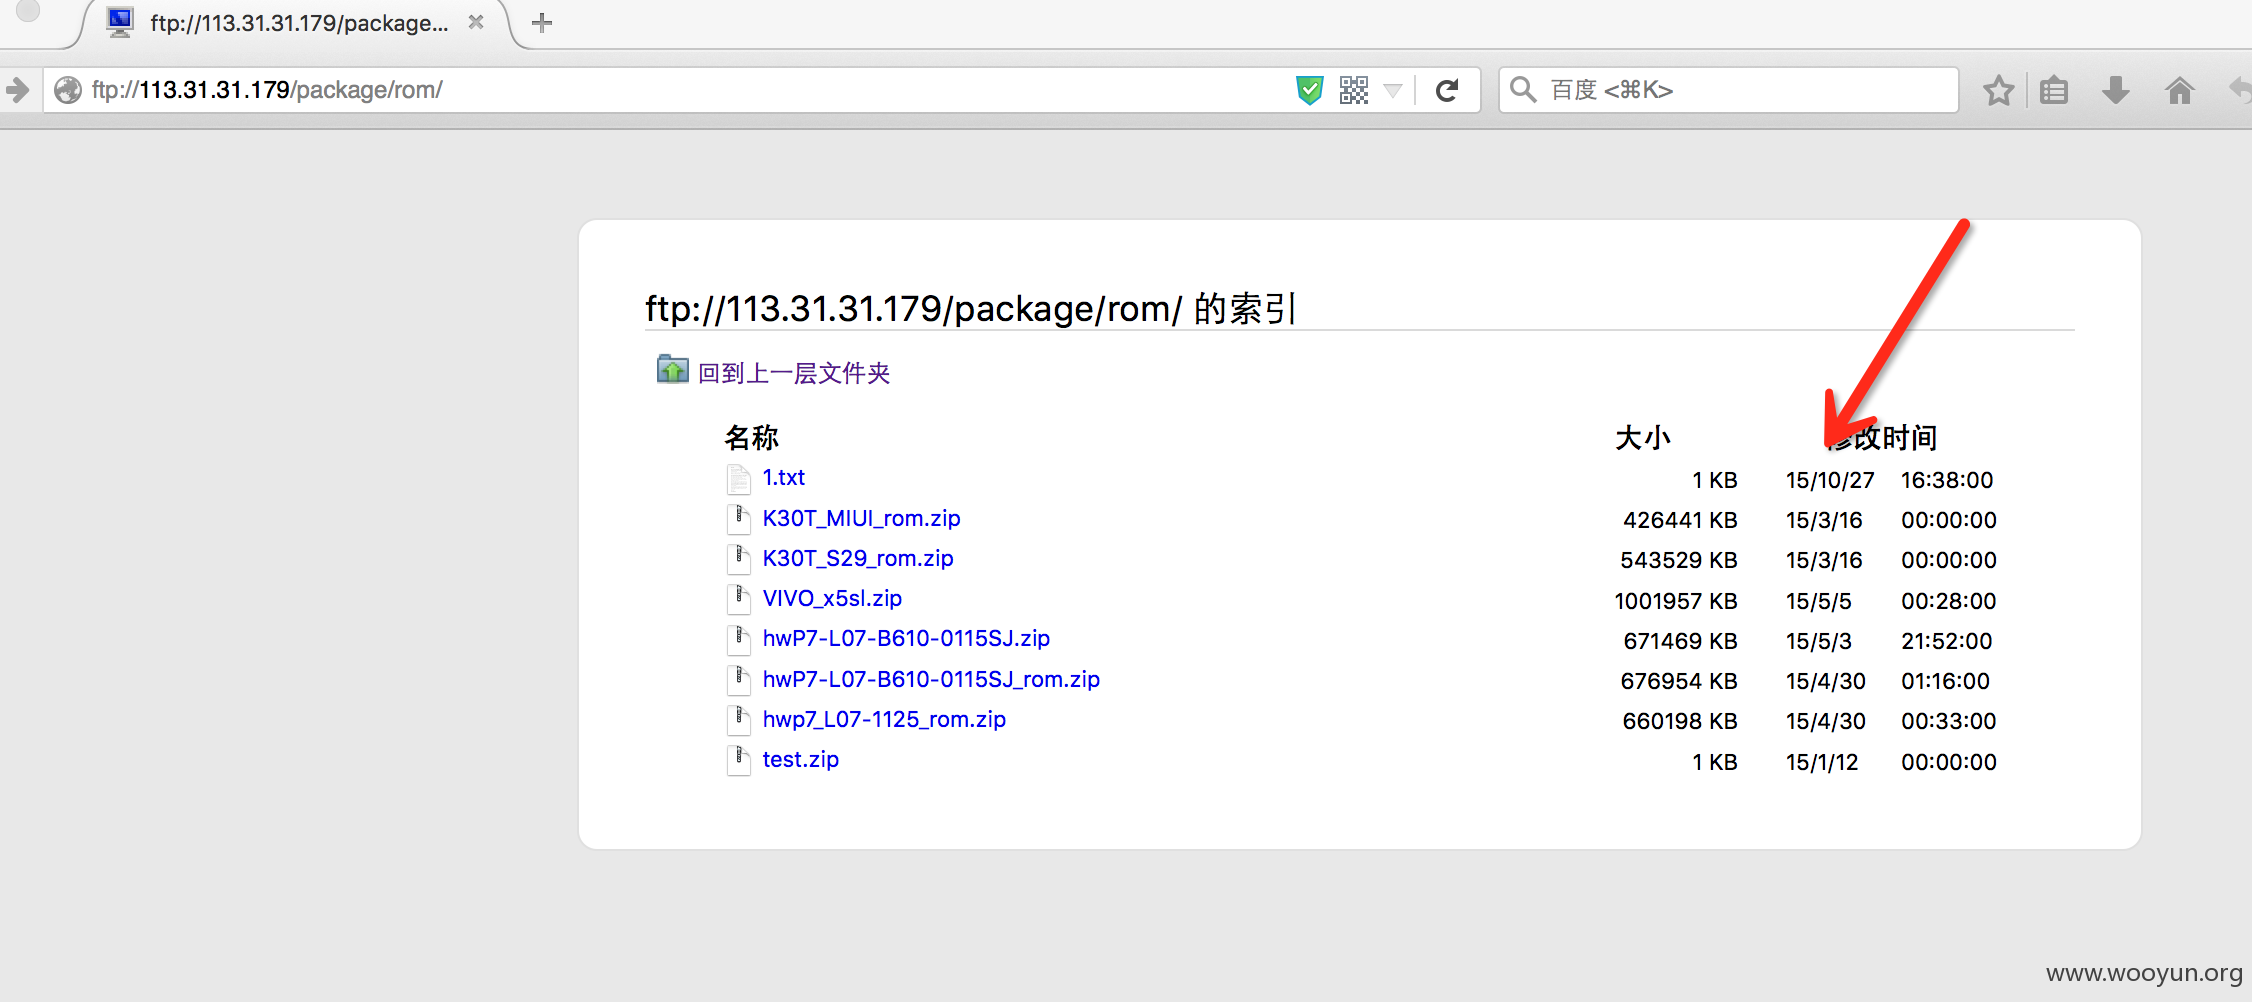 ftp://113.31.31.179/package...
ftp://113.31.31.179/package/rom/
百度 <⌘K>
ftp://113.31.31.179/package/rom/ 的索引
回到上一层文件夹
名称 大小 修改时间
1.txt 1 KB 15/10/27 16:38:00
K30T_MIUI_rom.zip 426441 KB 15/3/16 00:00:00
K30T_S29_rom.zip 543529 KB 15/3/16 00:00:00
VIVO_x5sl.zip 1001957 KB 15/5/5 00:28:00
hwP7-L07-B610-0115SJ.zip 671469 KB 15/5/3 21:52:00
hwP7-L07-B610-0115SJ_rom.zip 676954 KB 15/4/30 01:16:00
hwp7_L07-1125_rom.zip 660198 KB 15/4/30 00:33:00
test.zip 1 KB 15/1/12 00:00:00
www.wooyun.org